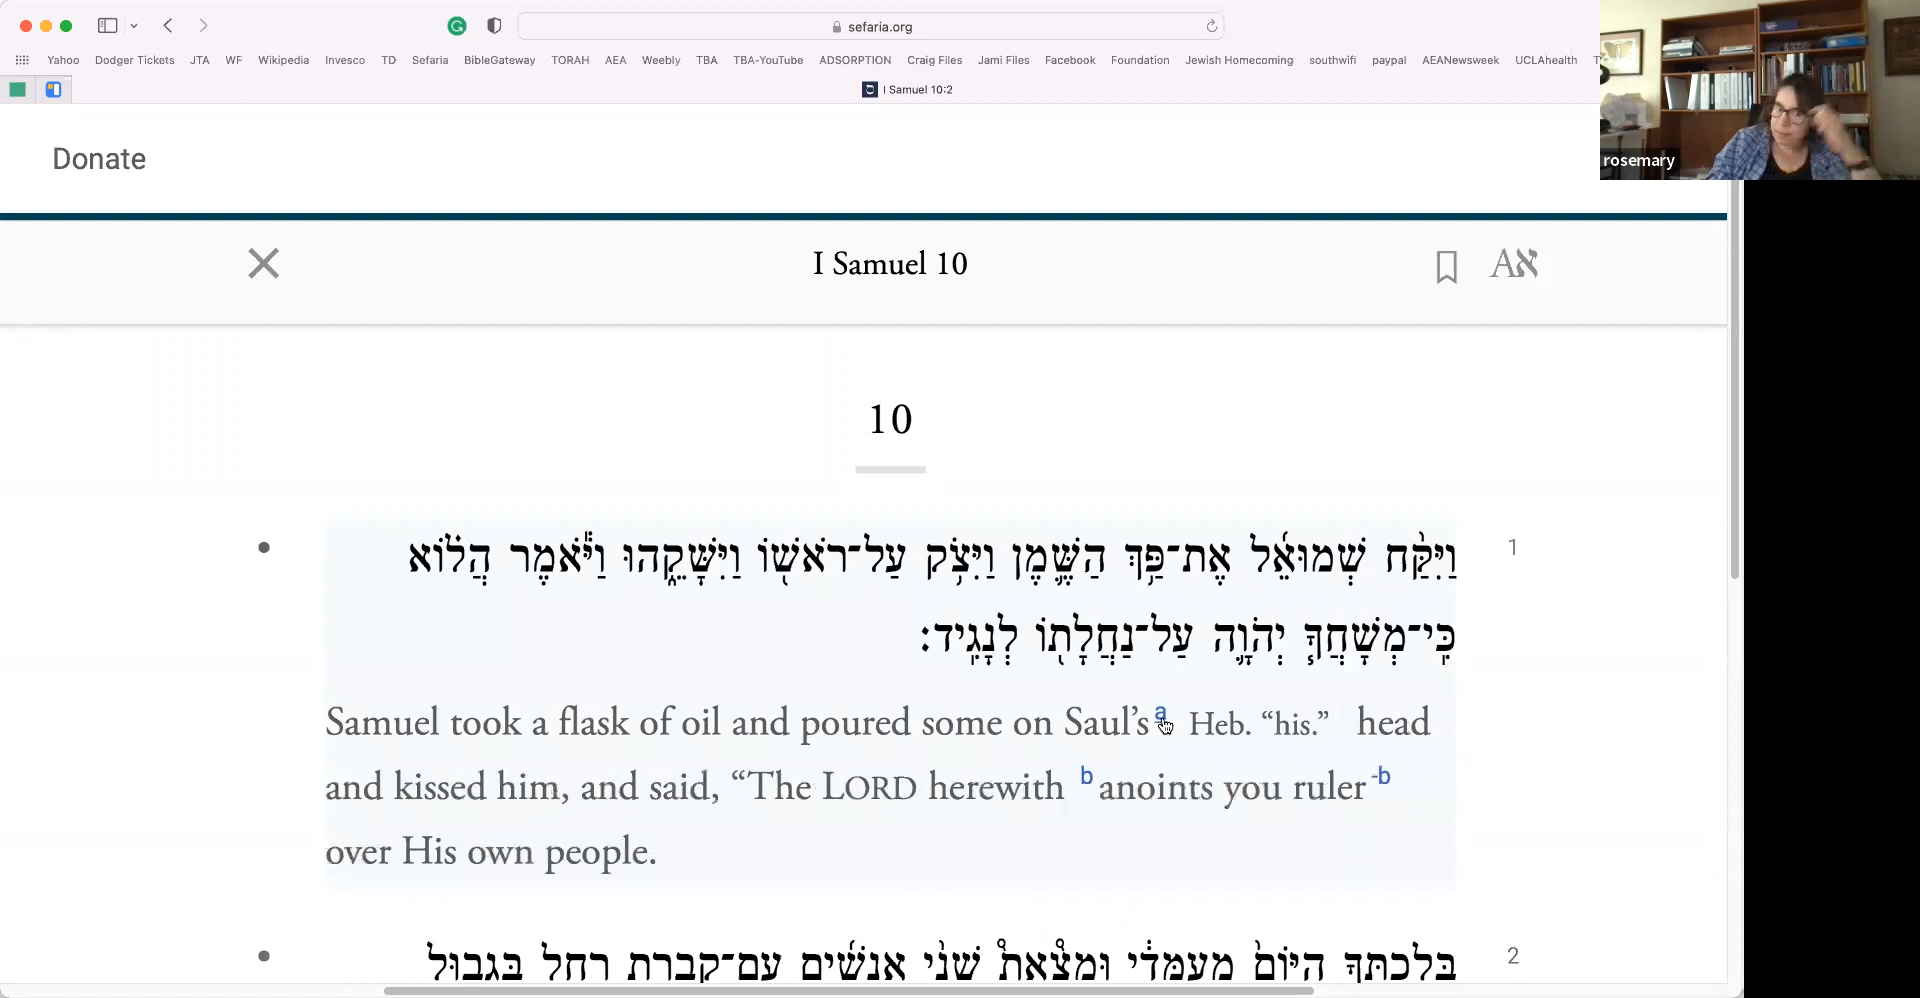 sefaria.org
Yahoo Dodger Tickets JTA WF Wikipedia Invesco TD Sefaria BibleGateway TORAH AEA Weebly TBA TBA-YouTube ADSORPTION Craig Files Jami Files Facebook Foundation Jewish Homecoming southwifi paypal AEANewsweek UCLAhealth
I Samuel 10:2
rosemary
Donate
I Samuel 10
Aא
10
1
וַיִּקַּ֨ח שְׁמוּאֵ֜ל אֶת־פַּ֥ךְ הַשֶּׁ֛מֶן וַיִּצֹ֥ק עַל־רֹאשׁ֖וֹ וַיִּשָּׁקֵ֑הוּ וַיֹּ֕אמֶר הֲל֗וֹא
כִּֽי־מְשָׁחֲךָ֧ יְהֹוָ֛ה עַל־נַחֲלָת֖וֹ לְנָגִֽיד׃
Samuel took a flask of oil and poured some on Saul’s a Heb. “his.” head
and kissed him, and said, “The LORD herewith b anoints you ruler -b
over His own people.
2
בְּלֶכְתְּךָ֤ הַיּוֹם֙ מֵעִמָּדִ֔י וּמָצָאתָ֩ שְׁנֵ֨י אֲנָשִׁ֜ים עִם־קְבֻרַ֥ת רָחֵ֛ל בִּגְב֥וּל